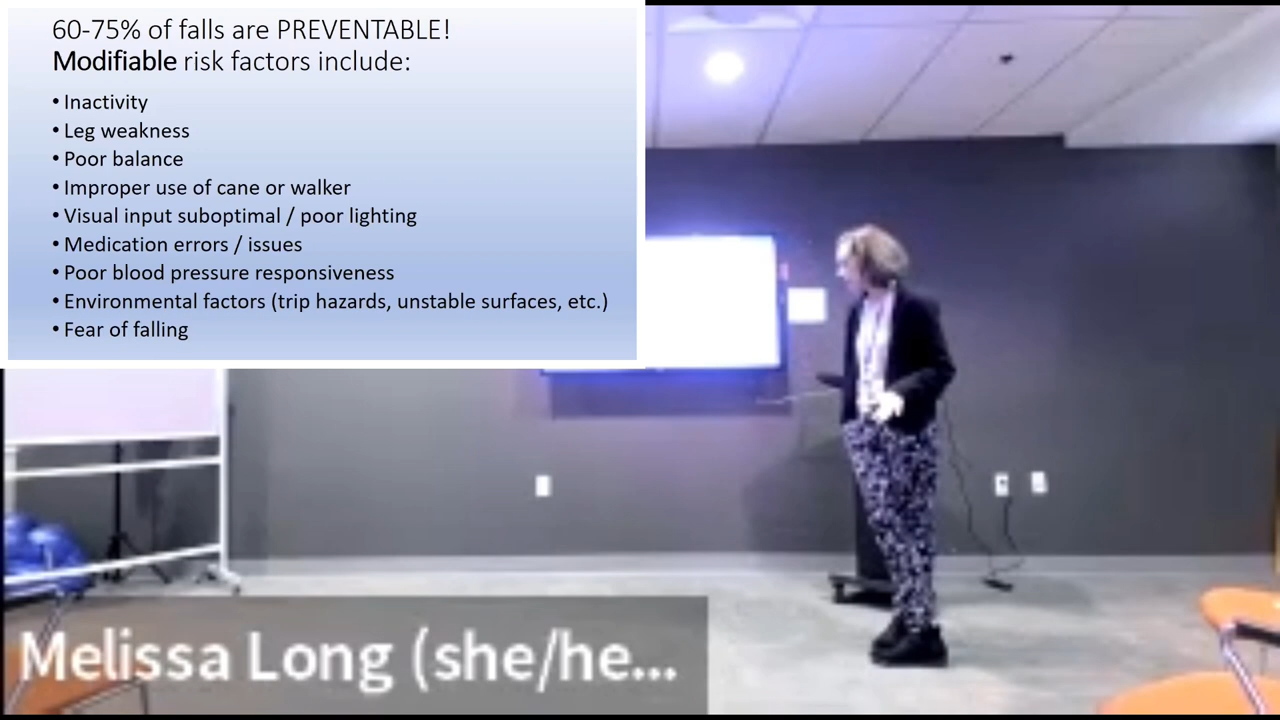 60-75% of falls are PREVENTABLE!
Modifiable risk factors include:
• Inactivity
• Leg weakness
• Poor balance
• Improper use of cane or walker
• Visual input suboptimal / poor lighting
• Medication errors / issues
• Poor blood pressure responsiveness
• Environmental factors (trip hazards, unstable surfaces, etc.)
• Fear of falling
Melissa Long (she/he...